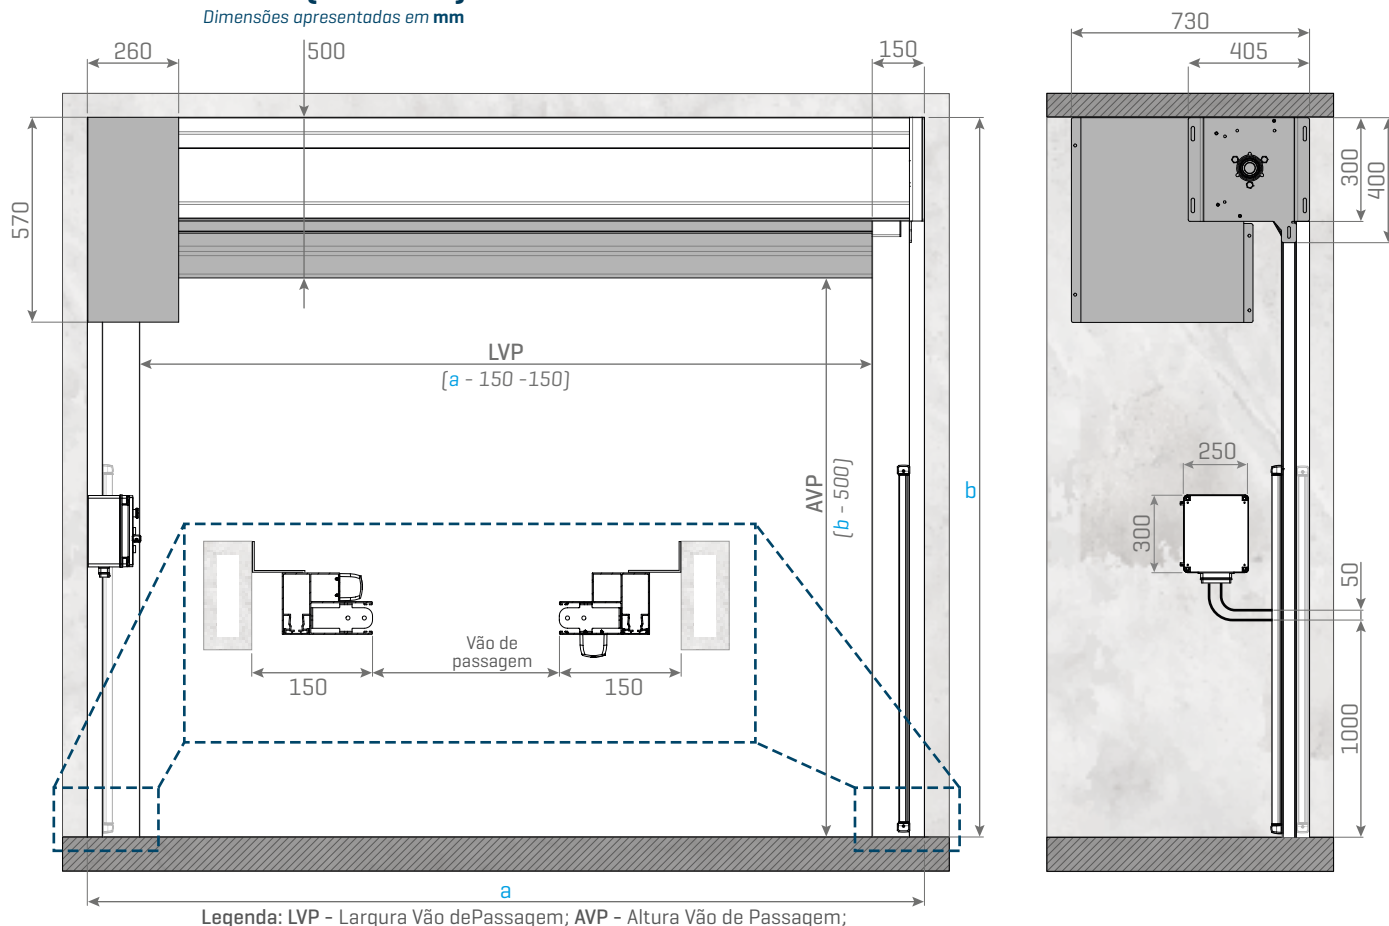 Dimensões apresentadas em mm
260
500
150
730
405
570
300
400
LVP
(a - 150 -150)
AVP
(b - 500)
b
250
300
50
1000
Vão de
passagem
150
150
a
Legenda: LVP - Largura Vão dePassagem; AVP - Altura Vão de Passagem;